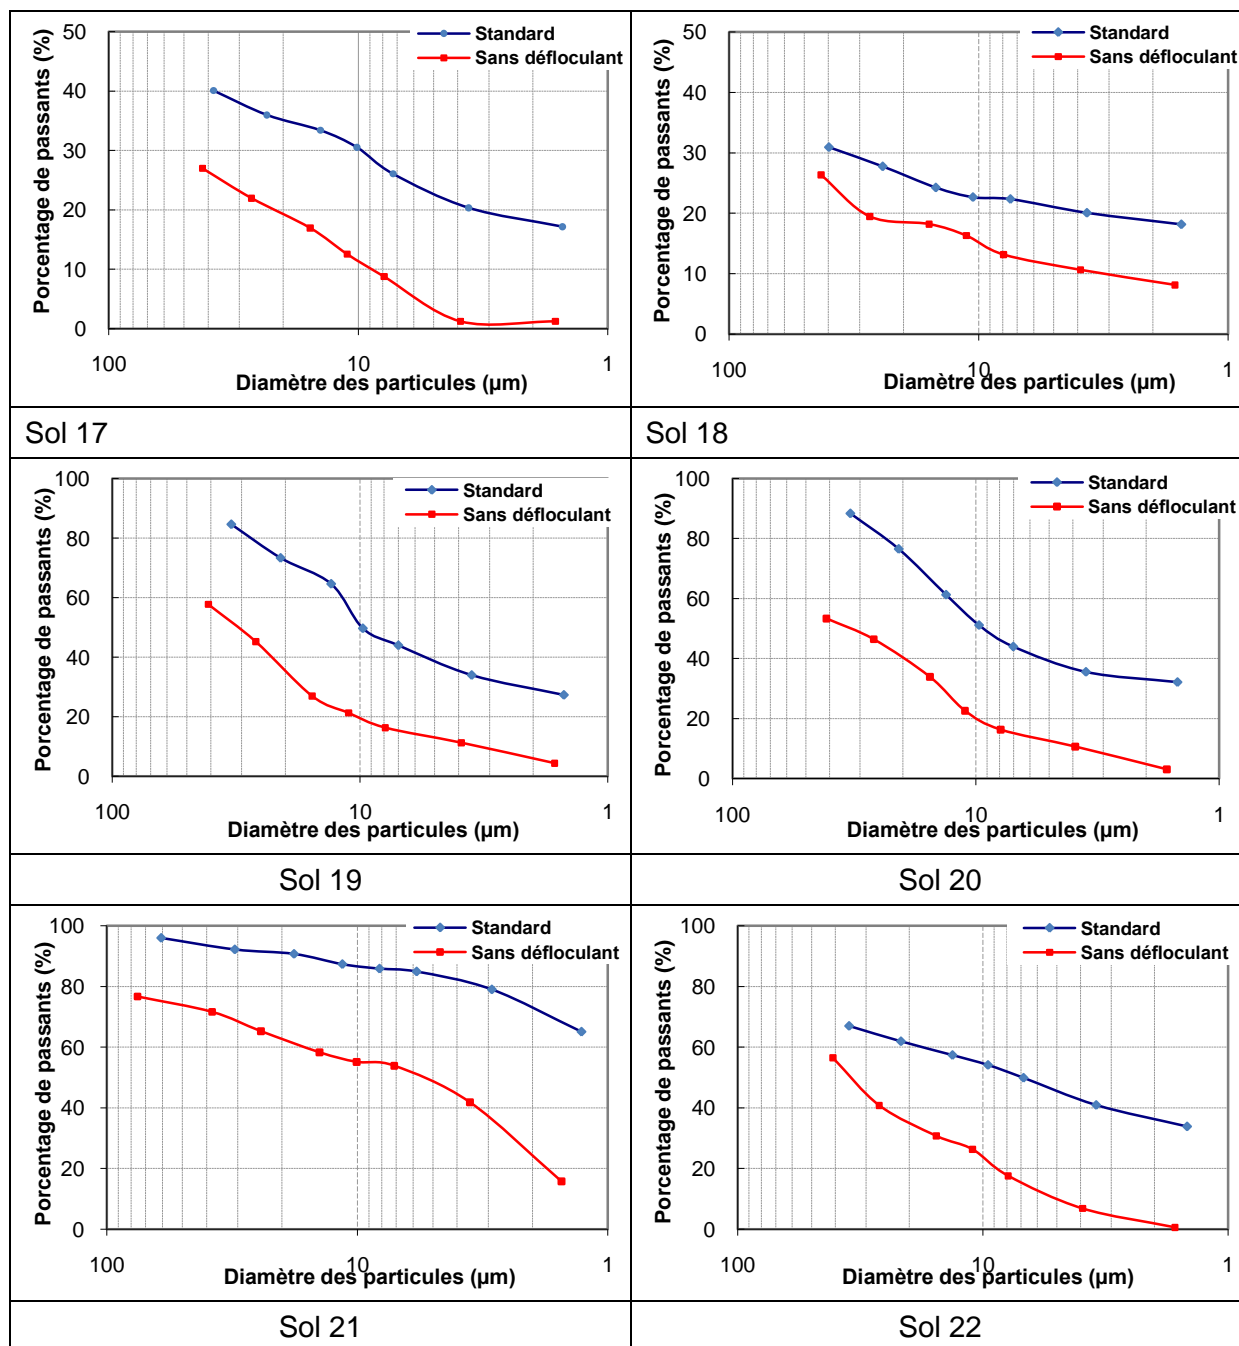 Standard
Sans défloculant
Porcentage de passants (%)
50
40
30
20
10
0
100
10
1
Diamètre des particules (µm)
Sol 17
Standard
Sans défloculant
Porcentage de passants (%)
50
40
30
20
10
0
100
10
1
Diamètre des particules (µm)
Sol 18
Standard
Sans défloculant
Porcentage de passants (%)
100
80
60
40
20
0
100
10
1
Diamètre des particules (µm)
Sol 19
Standard
Sans défloculant
Porcentage de passants (%)
100
80
60
40
20
0
100
10
1
Diamètre des particules (µm)
Sol 20
Standard
Sans défloculant
Porcentage de passants (%)
100
80
60
40
20
0
100
10
1
Diamètre des particules (µm)
Sol 21
Standard
Sans défloculant
Porcentage de passants (%)
100
80
60
40
20
0
100
10
1
Diamètre des particules (µm)
Sol 22